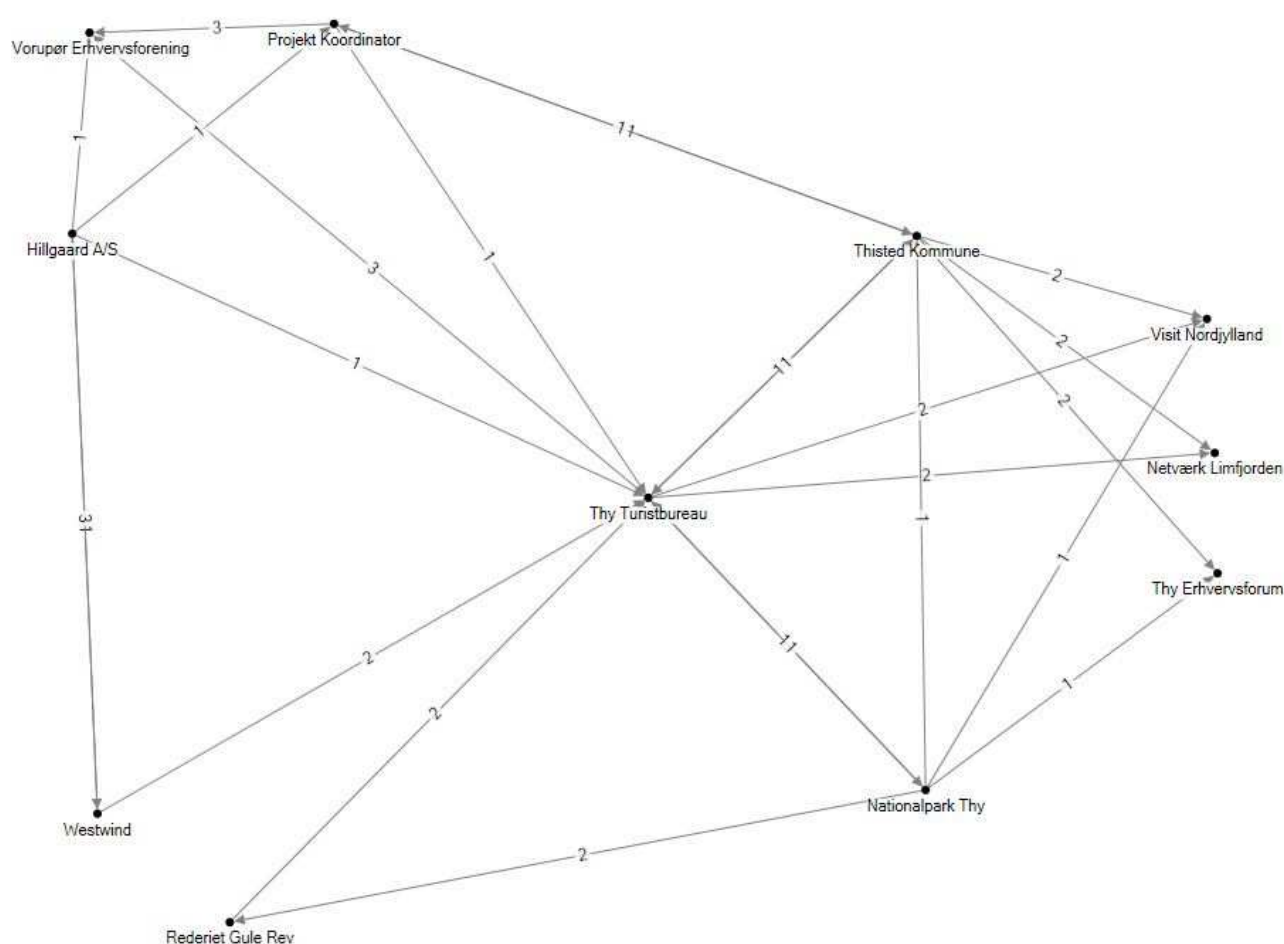 3
Projekt Koordinator
Vorupør Erhvervsforening
11
1
1
Hillgaard A/S
Thisted Kommune
1
3
2
Visit Nordjylland
2
1
11
2
2
Netværk Limfjorden
2
Thy Turistbureau
31
1
1
Thy Erhvervsforum
2
11
1
2
Nationalpark Thy
Westwind
2
Rederiet Gule Rev